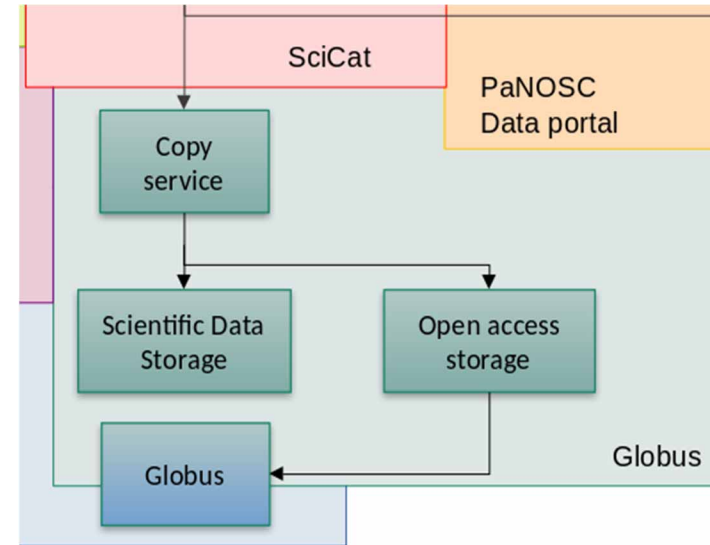 SciCat
PaNOSC
Data portal
Copy
service
Scientific Data
Storage
Open access
storage
Globus
Globus